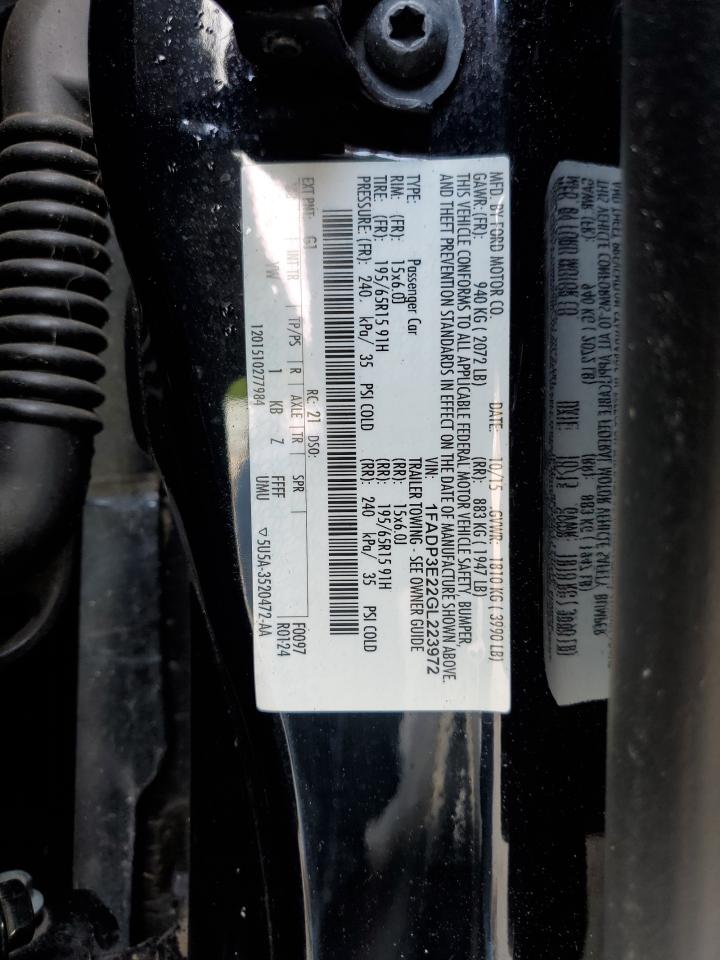 MFD. BY FORD MOTOR CO. DATE: 10/15 GVWR: 1810 KG ( 3990 LB)
GAWR: (FR): 940 KG ( 2072 LB) (RR): 883 KG ( 1947 LB)
THIS VEHICLE CONFORMS TO ALL APPLICABLE FEDERAL MOTOR VEHICLE SAFETY, BUMPER
AND THEFT PREVENTION STANDARDS IN EFFECT ON THE DATE OF MANUFACTURE SHOWN ABOVE.
VIN: 1FADP3E22GL223972
TYPE: Passenger Car TRAILER TOWING - SEE OWNER GUIDE
RIM: (FR): 15x6.0J (RR): 15x6.0J
TIRE: (FR): 195/65R15 91H (RR): 195/65R15 91H
PRESSURE: (FR): 240 kPa/ 35 PSI COLD (RR): 240 kPa/ 35 PSI COLD
EXT PNT: G1 RC: 21 DSO: F0097
R0124
INT TR TP/PS R AXLE TR SPR
YW 1 KB Z FFFF
1201510277984 UMU ▽ 5U5A-3520472-AA